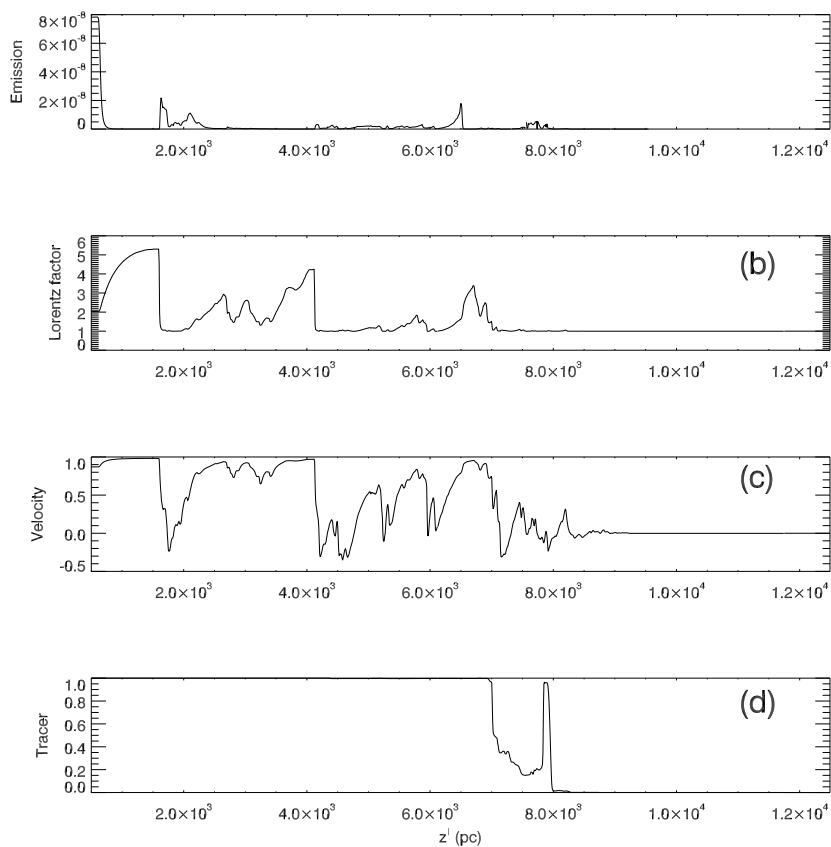 8×10⁻⁸
6×10⁻⁸
4×10⁻⁸
2×10⁻⁸
0
Emission
2.0×10³ 4.0×10³ 6.0×10³ 8.0×10³ 1.0×10⁴ 1.2×10⁴
6
5
4
3
2
1
0
Lorentz factor
(b)
2.0×10³ 4.0×10³ 6.0×10³ 8.0×10³ 1.0×10⁴ 1.2×10⁴
1.0
0.5
0.0
-0.5
Velocity
(c)
2.0×10³ 4.0×10³ 6.0×10³ 8.0×10³ 1.0×10⁴ 1.2×10⁴
1.0
0.8
0.6
0.4
0.2
0.0
Tracer
(d)
2.0×10³ 4.0×10³ 6.0×10³ 8.0×10³ 1.0×10⁴ 1.2×10⁴
z' (pc)